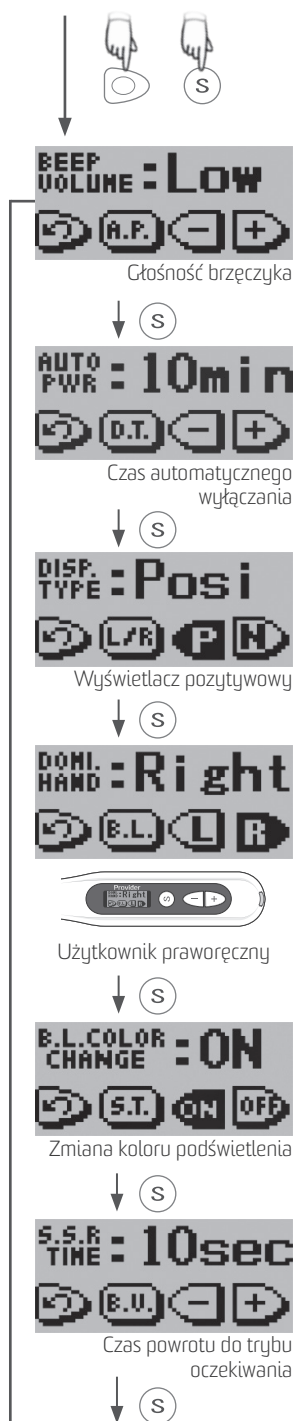 S
BEEP VOLUME : Low
A.P. - +
Głośność brzęczyka
S
AUTO PWR : 10min
D.T. - +
Czas automatycznego
wyłączania
S
DISP. TYPE : Posi
L/R P N
Wyświetlacz pozytywowy
S
DOMI. HAND : Right
B.L. L R
Provider
:Right
S - +
Użytkownik praworęczny
S
B.L.COLOR CHANGE : ON
S.T. ON OFF
Zmiana koloru podświetlenia
S
S.S.R TIME : 10sec
B.V. - +
Czas powrotu do trybu
oczekiwania
S